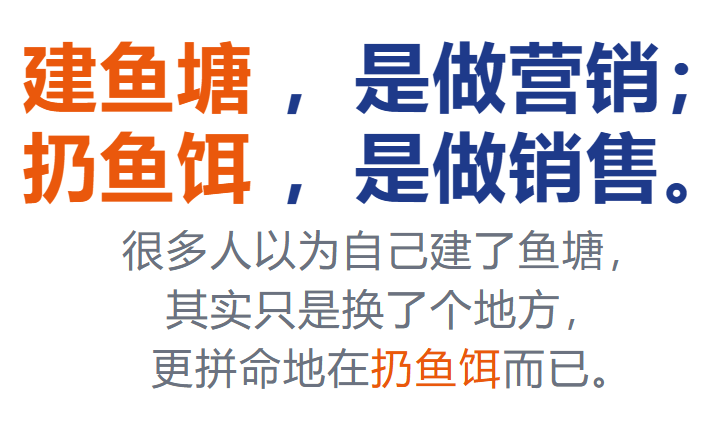 建鱼塘，是做营销；
扔鱼饵，是做销售。
很多人以为自己建了鱼塘，
其实只是换了个地方，
更拼命地在扔鱼饵而已。